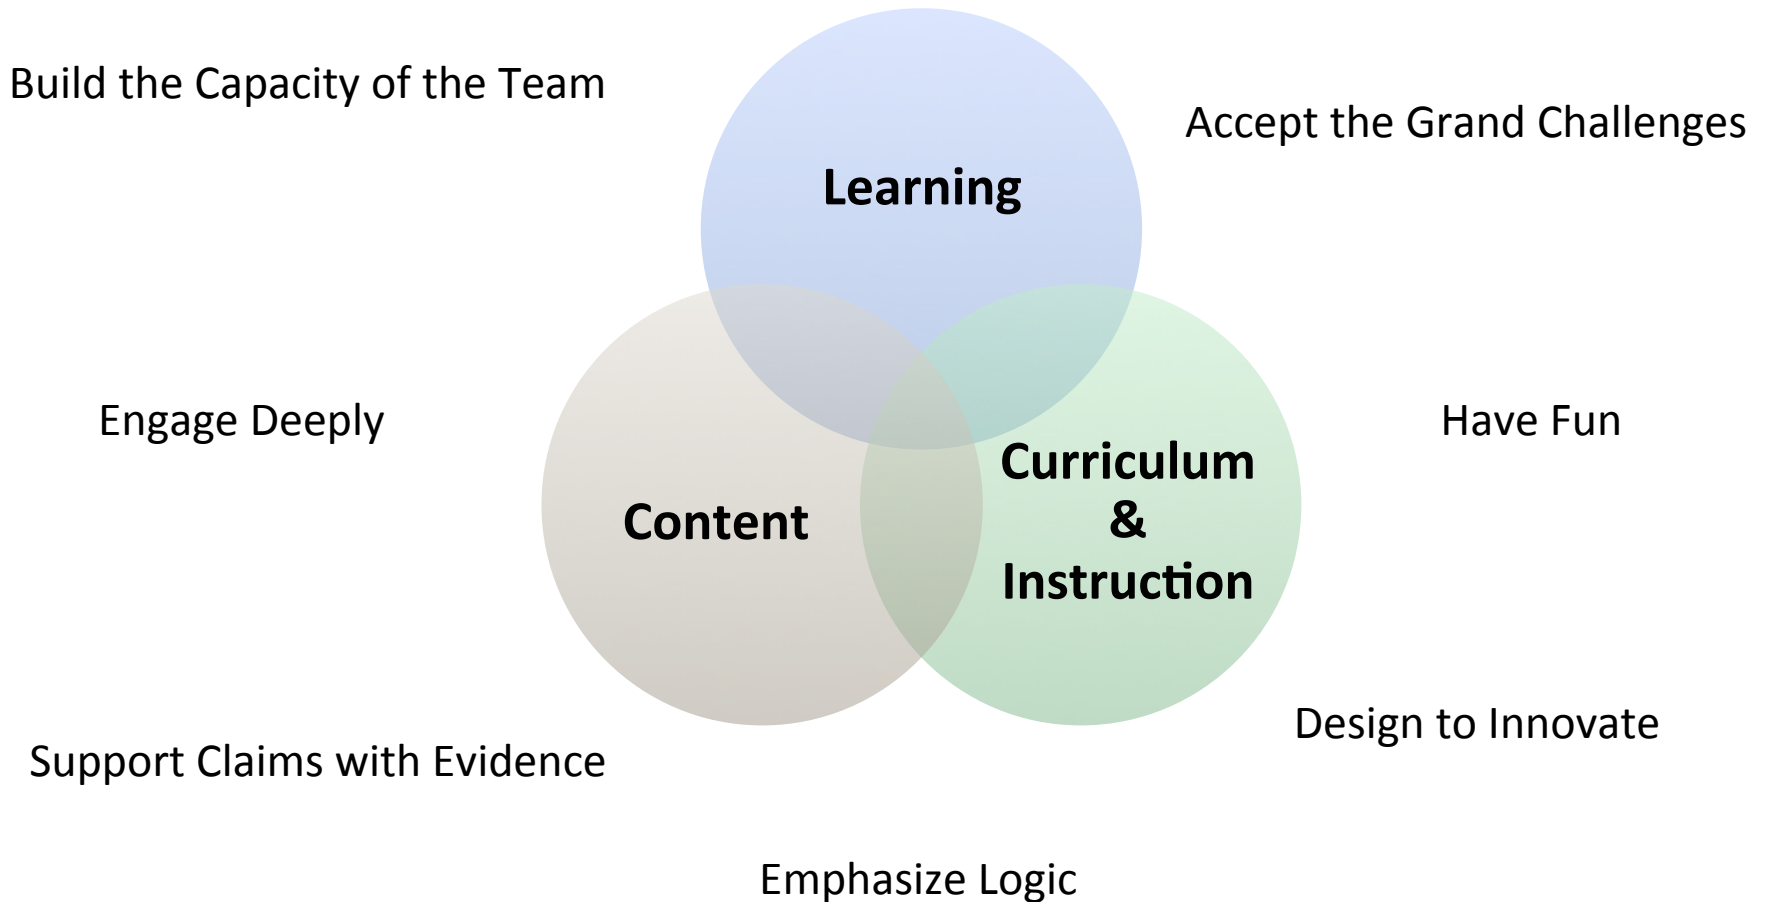 Build the Capacity of the Team
Accept the Grand Challenges
Learning
Engage Deeply
Have Fun
Content
Curriculum
&
Instruction
Design to Innovate
Support Claims with Evidence
Emphasize Logic